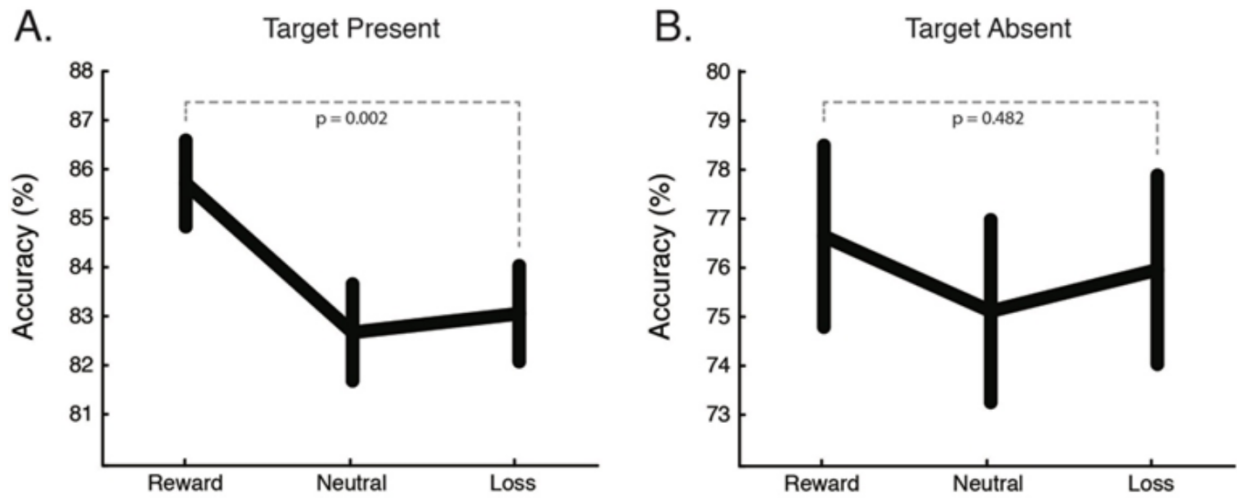 A.
Target Present
Accuracy (%)
88
87
86
85
84
83
82
81
p = 0.002
Reward
Neutral
Loss
B.
Target Absent
Accuracy (%)
80
79
78
77
76
75
74
73
p = 0.482
Reward
Neutral
Loss